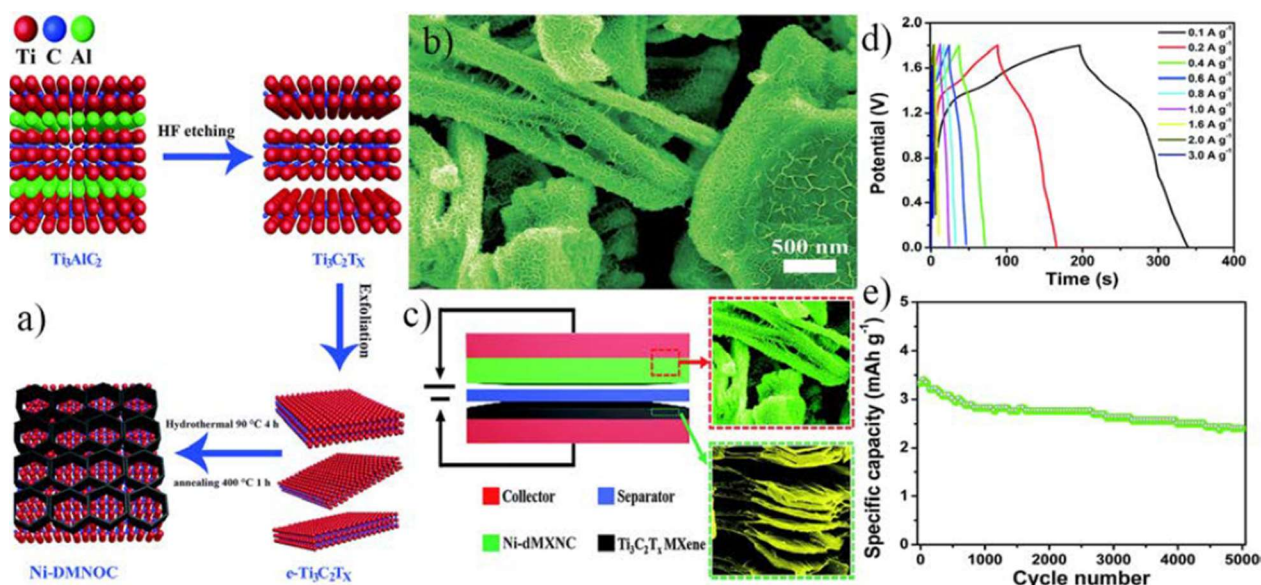 Ti C Al
HF etching
Ti₃AlC₂
Ti₃C₂Tₓ
Exfoliation
a)
Hydrothermal 90 °C 4 h
annealing 400 °C 1 h
Ni-DMNOC
e-Ti₃C₂Tₓ
b)
500 nm
c)
Collector
Separator
Ni-dMXNC
Ti₃C₂Tₓ MXene
d)
Potential (V)
2.0
1.6
1.2
0.8
0.4
0.0
0 100 200 300 400
Time (s)
0.1 A g⁻¹
0.2 A g⁻¹
0.4 A g⁻¹
0.6 A g⁻¹
0.8 A g⁻¹
1.0 A g⁻¹
1.6 A g⁻¹
2.0 A g⁻¹
3.0 A g⁻¹
e)
Specific capacity (mAh g⁻¹)
5
4
3
2
1
0
0 1000 2000 3000 4000 5000
Cycle number